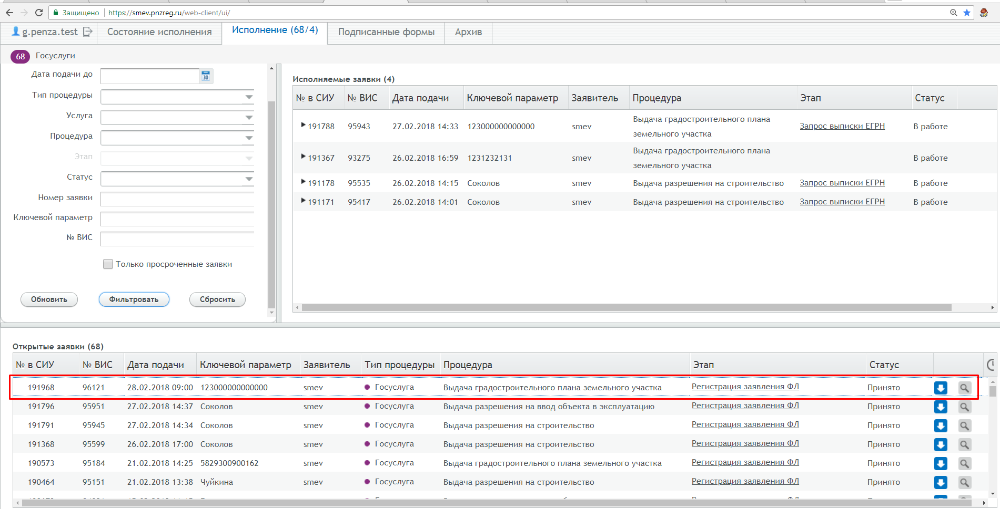 Защищено https://smev.pnzreg.ru/web-client/ui/
g.penza.test Состояние исполнения Исполнение (68/4) Подписанные формы Архив
68 Госуслуги
Дата подачи до 30
Тип процедуры
Услуга
Процедура
Этап
Статус
Номер заявки
Ключевой параметр
№ ВИС
Только просроченные заявки
Обновить Фильтровать Сбросить
Исполняемые заявки (4)
№ в СИУ № ВИС Дата подачи Ключевой параметр Заявитель Процедура Этап Статус
191788 95943 27.02.2018 14:33 123000000000000 smev Выдача градостроительного плана земельного участка Запрос выписки ЕГРН В работе
191367 93275 26.02.2018 16:59 1231232131 smev Выдача градостроительного плана земельного участка В работе
191178 95535 26.02.2018 14:15 Соколов smev Выдача разрешения на строительство Запрос выписки ЕГРН В работе
191171 95417 26.02.2018 14:01 Соколов smev Выдача разрешения на строительство Запрос выписки ЕГРН В работе
Открытые заявки (68)
№ в СИУ № ВИС Дата подачи Ключевой параметр Заявитель Тип процедуры Процедура Этап Статус
191968 96121 28.02.2018 09:00 123000000000000 smev Госуслуга Выдача градостроительного плана земельного участка Регистрация заявления ФЛ Принято
191796 95951 27.02.2018 14:37 Соколов smev Госуслуга Выдача разрешения на ввод объекта в эксплуатацию Регистрация заявления ФЛ Принято
191791 95945 27.02.2018 14:34 Соколов smev Госуслуга Выдача разрешения на строительство Регистрация заявления ФЛ Принято
191368 95599 26.02.2018 17:00 Соколов smev Госуслуга Выдача разрешения на строительство Регистрация заявления ФЛ Принято
190573 95184 21.02.2018 14:25 5829300900162 smev Госуслуга Выдача градостроительного плана земельного участка Регистрация заявления ФЛ Принято
190464 95151 21.02.2018 13:38 Чуйкина smev Госуслуга Выдача разрешения на строительство Регистрация заявления ФЛ Принято